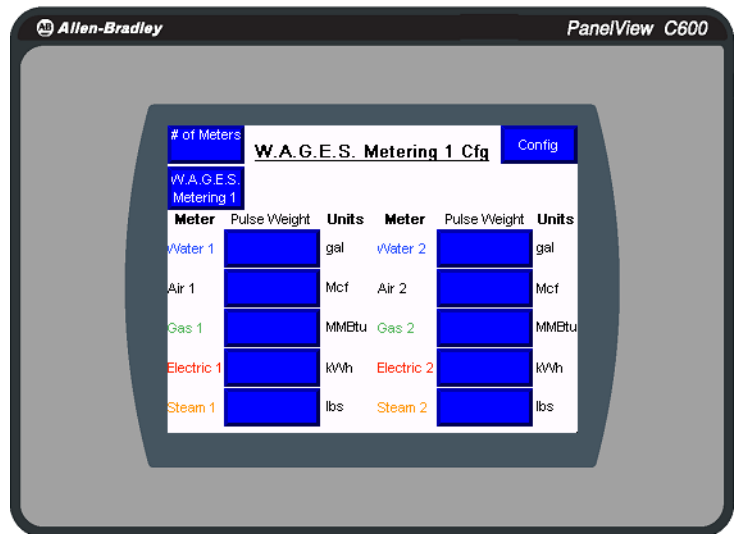 AB Allen-Bradley PanelView C600
# of Meters
W.A.G.E.S. Metering 1 Cfg
Config
W.A.G.E.S.
Metering 1
Meter Pulse Weight Units Meter Pulse Weight Units
Water 1 gal Water 2 gal
Air 1 Mcf Air 2 Mcf
Gas 1 MMBtu Gas 2 MMBtu
Electric 1 kWh Electric 2 kWh
Steam 1 lbs Steam 2 lbs